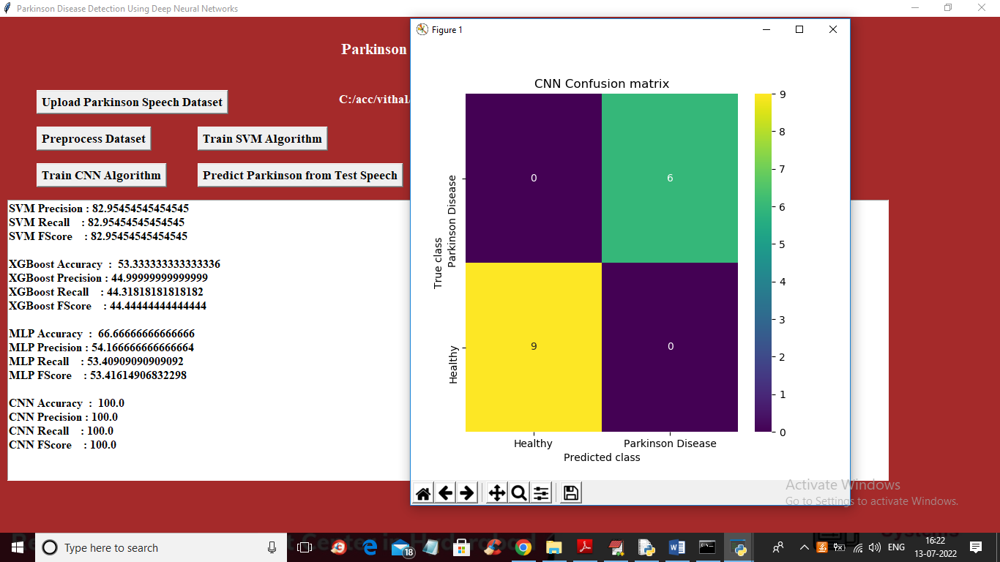 Parkinson Disease Detection Using Deep Neural Networks
Figure 1
Parkinson
Upload Parkinson Speech Dataset
C:/acc/vithal/
Preprocess Dataset
Train SVM Algorithm
Train CNN Algorithm
Predict Parkinson from Test Speech
SVM Precision : 82.95454545454545
SVM Recall    : 82.95454545454545
SVM FScore    : 82.95454545454545
XGBoost Accuracy  :  53.333333333333336
XGBoost Precision : 44.99999999999999
XGBoost Recall    : 44.31818181818182
XGBoost FScore    : 44.44444444444444
MLP Accuracy  :  66.66666666666666
MLP Precision : 54.166666666666664
MLP Recall    : 53.40909090909092
MLP FScore    : 53.41614906832298
CNN Accuracy  :  100.0
CNN Precision : 100.0
CNN Recall    : 100.0
CNN FScore    : 100.0
CNN Confusion matrix
True class
Parkinson Disease
Healthy
0
6
9
0
Healthy
Parkinson Disease
Predicted class
9
8
7
6
5
4
3
2
1
0
Activate Windows
Go to Settings to activate Windows.
Type here to search
18
ENG
16:22
13-07-2022